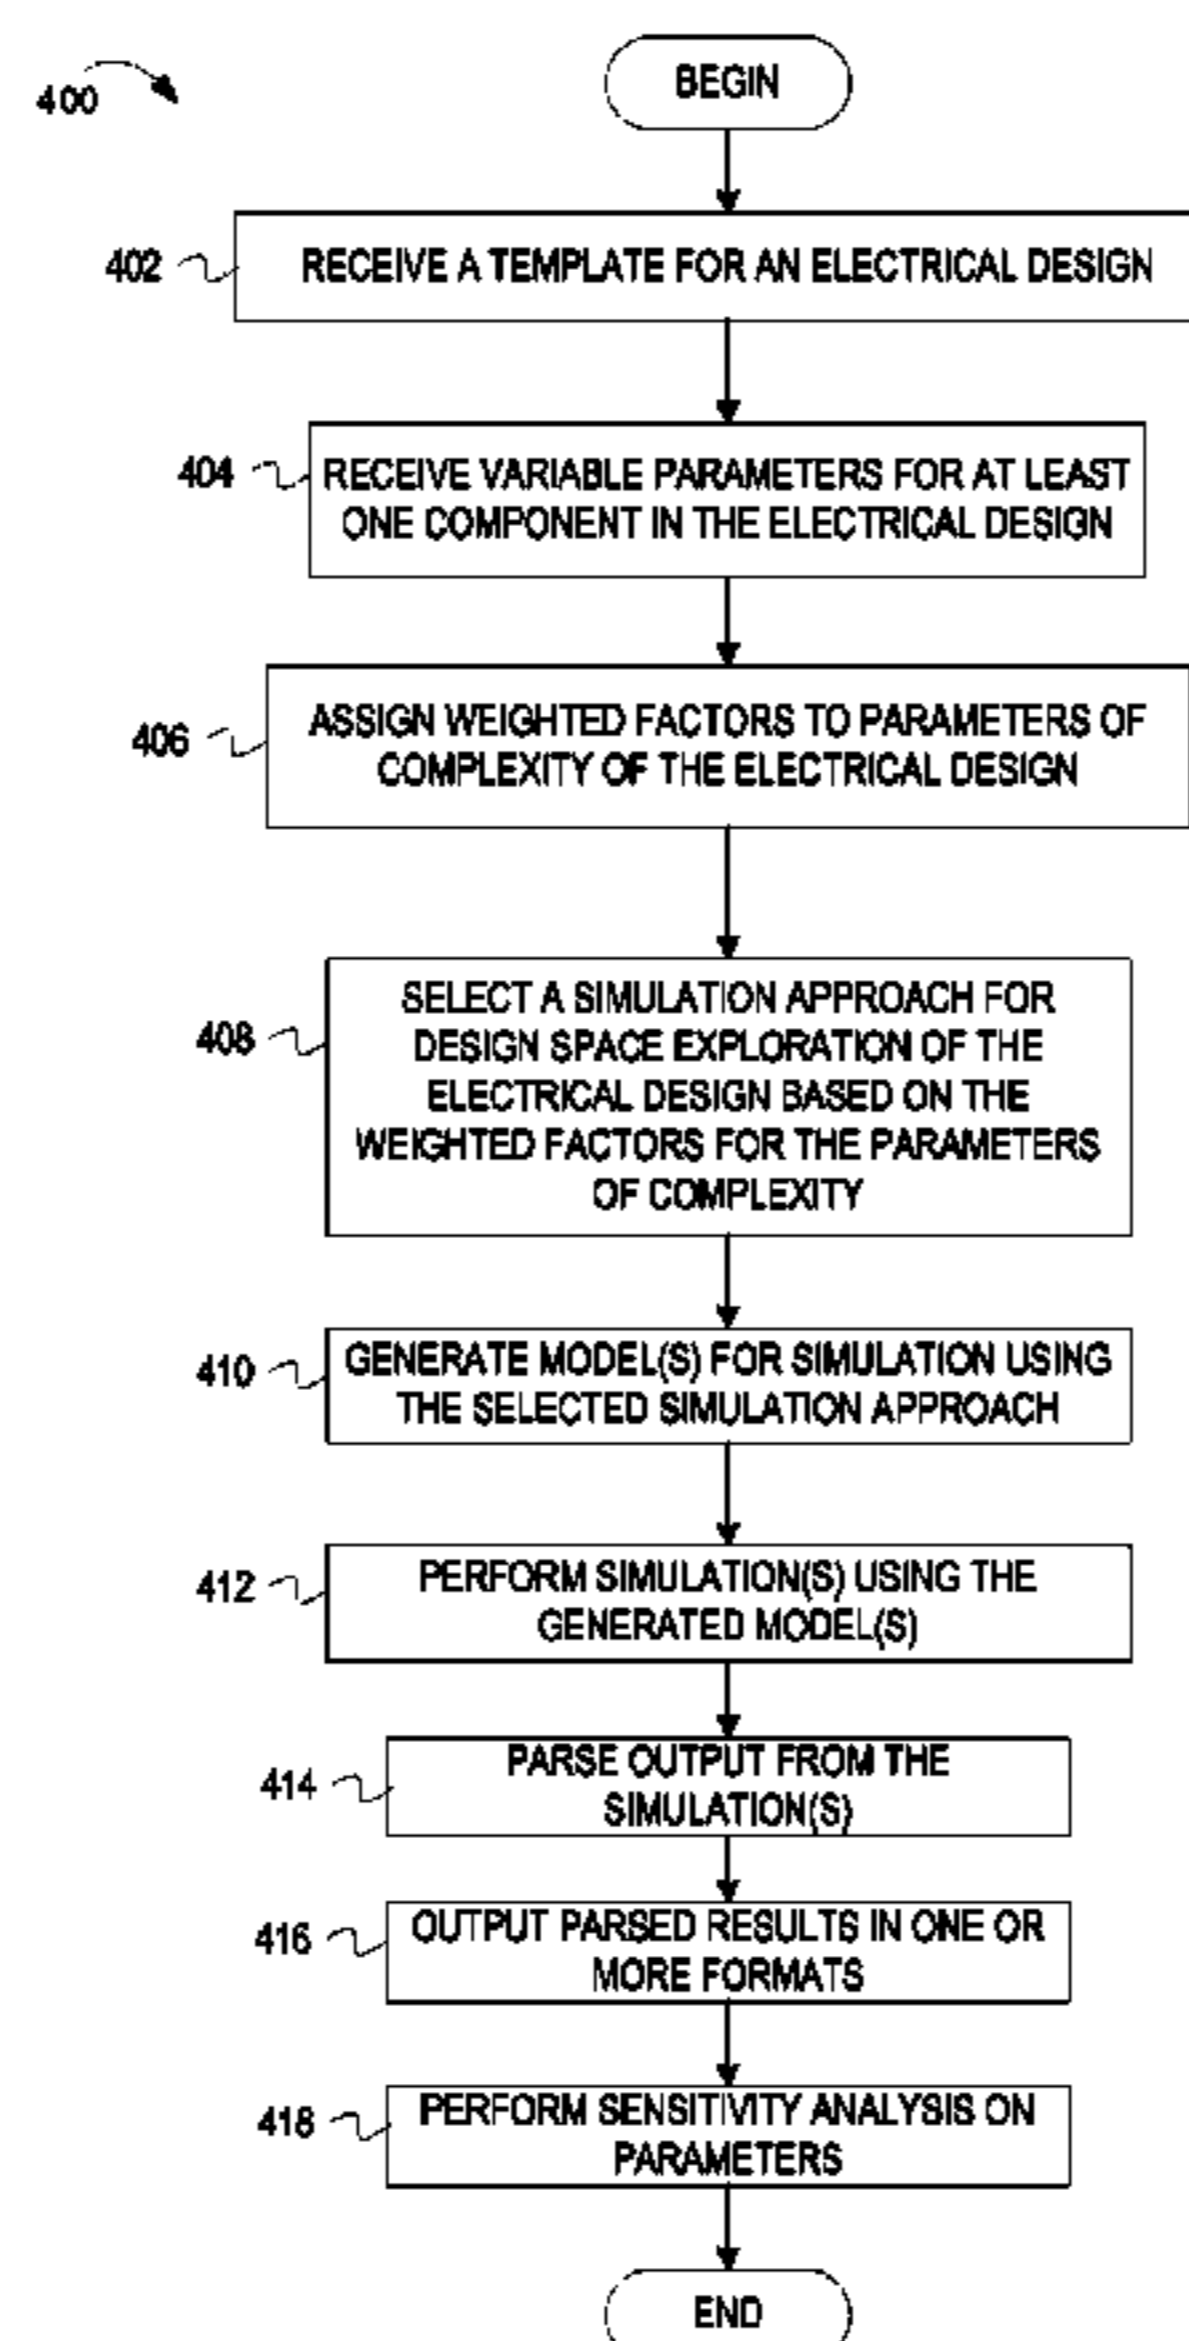 400
BEGIN
402
RECEIVE A TEMPLATE FOR AN ELECTRICAL DESIGN
404
RECEIVE VARIABLE PARAMETERS FOR AT LEAST
ONE COMPONENT IN THE ELECTRICAL DESIGN
406
ASSIGN WEIGHTED FACTORS TO PARAMETERS OF
COMPLEXITY OF THE ELECTRICAL DESIGN
408
SELECT A SIMULATION APPROACH FOR
DESIGN SPACE EXPLORATION OF THE
ELECTRICAL DESIGN BASED ON THE
WEIGHTED FACTORS FOR THE PARAMETERS
OF COMPLEXITY
410
GENERATE MODEL(S) FOR SIMULATION USING
THE SELECTED SIMULATION APPROACH
412
PERFORM SIMULATION(S) USING THE
GENERATED MODEL(S)
414
PARSE OUTPUT FROM THE
SIMULATION(S)
416
OUTPUT PARSED RESULTS IN ONE OR
MORE FORMATS
418
PERFORM SENSITIVITY ANALYSIS ON
PARAMETERS
END